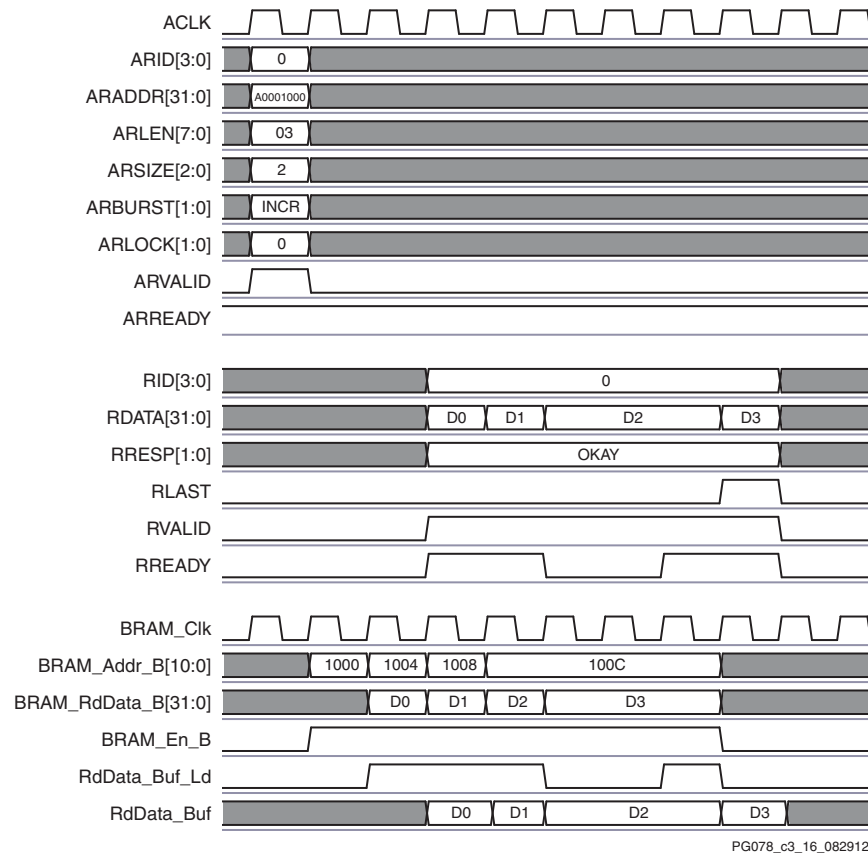 ACLK
ARID[3:0] 0
ARADDR[31:0] A0001000
ARLEN[7:0] 03
ARSIZE[2:0] 2
ARBURST[1:0] INCR
ARLOCK[1:0] 0
ARVALID
ARREADY
RID[3:0] 0
RDATA[31:0] D0 D1 D2 D3
RRESP[1:0] OKAY
RLAST
RVALID
RREADY
BRAM_Clk
BRAM_Addr_B[10:0] 1000 1004 1008 100C
BRAM_RdData_B[31:0] D0 D1 D2 D3
BRAM_En_B
RdData_Buf_Ld
RdData_Buf D0 D1 D2 D3
PG078_c3_16_082912